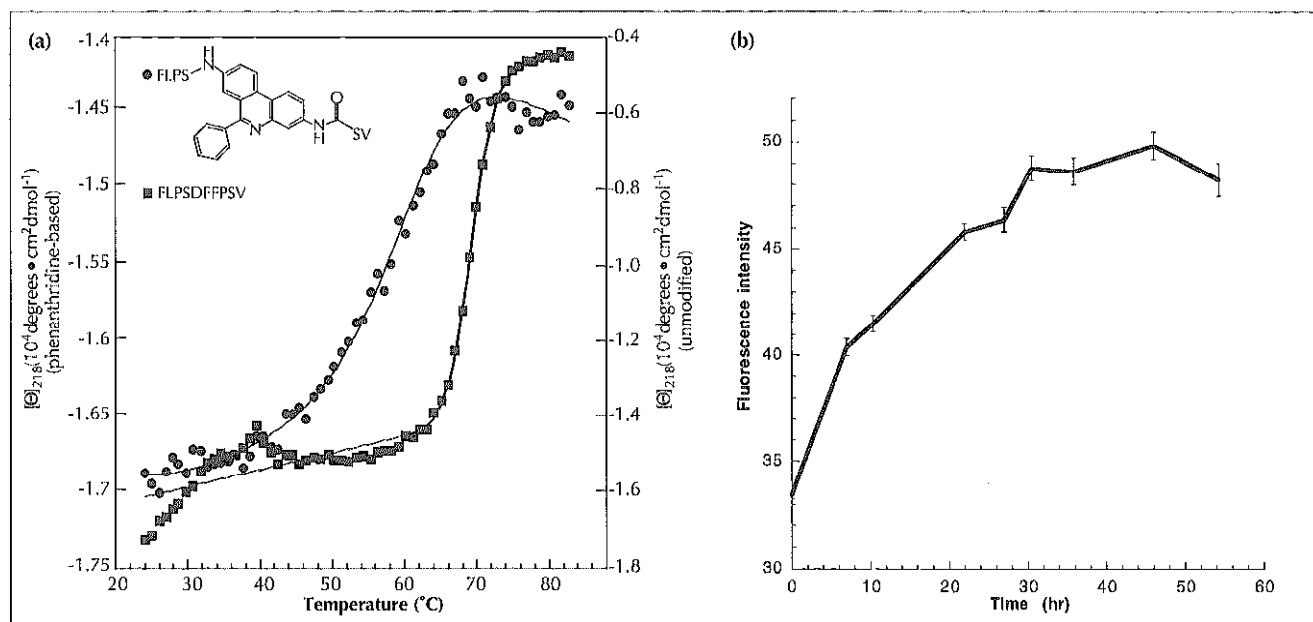 (a)
-1.4
-1.45
-1.5
-1.55
-1.6
-1.65
-1.7
-1.75
[Θ]218(10⁴degrees•cm²dmol⁻¹)
(phenanthridine-based)
H
N
FI.PS
N
N
H
O
SV
FLPSDFFPSV
20
30
40
50
60
70
80
Temperature (˚C)
-0.4
-0.6
-0.8
-1.0
-1.2
-1.4
-1.6
-1.8
[Θ]218(10⁴degrees•cm²dmol⁻¹)
(unmodified)
(b)
50
45
40
35
30
Fluorescence intensity
0
10
20
30
40
50
60
Time (hr)